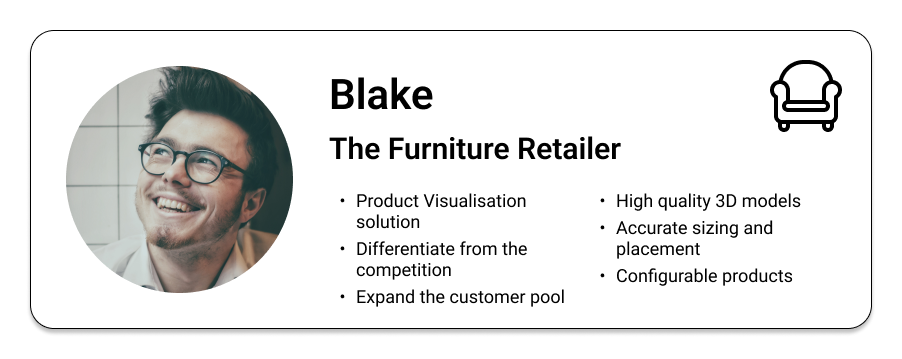 Blake
The Furniture Retailer
• Product Visualisation
solution
• Differentiate from the
competition
• Expand the customer pool
• High quality 3D models
• Accurate sizing and
placement
• Configurable products